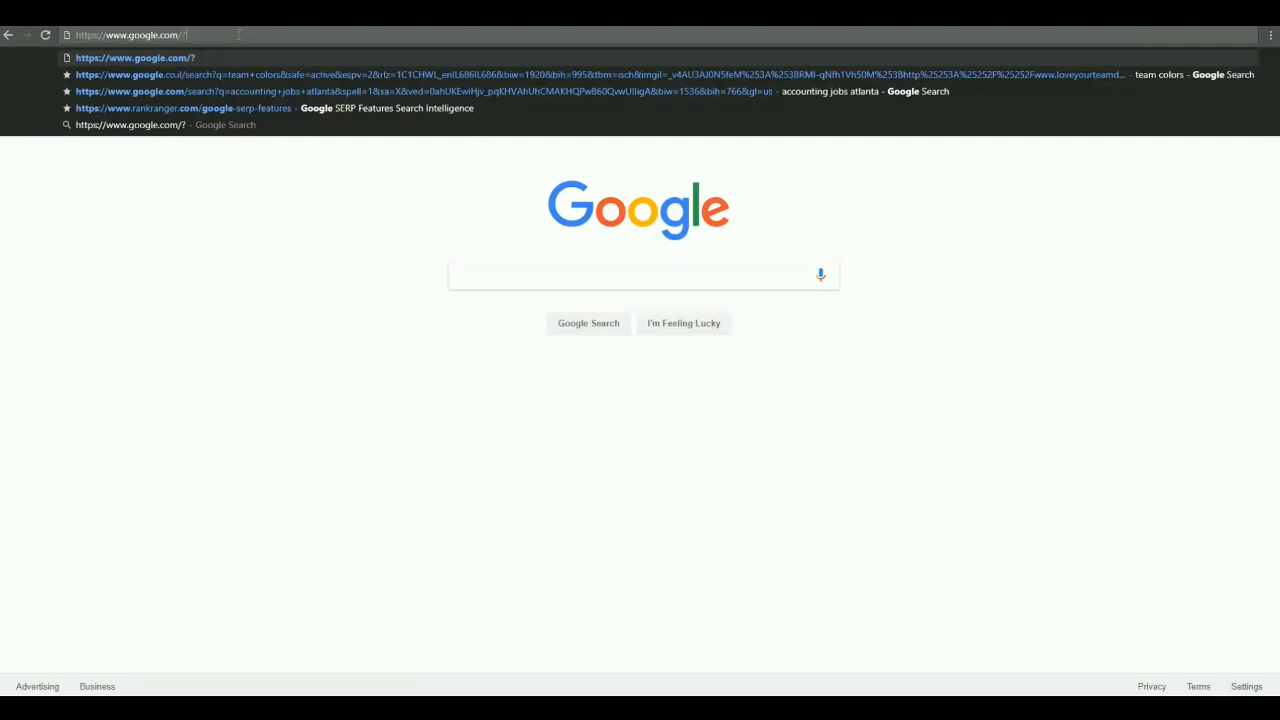 https://www.google.com/?
https://www.google.com/?
https://www.google.co.il/search?q=team+colors&safe=active&espv=2&rlz=1C1CHWL_enIL686IL686&biw=1920&bih=995&tbm=isch&imgil=_v4AU3AJ0N5feM%253A%253BRMI-qNfh1Vh50M%253Bhttp%25253A%25252F%25252Fwww.loveyourteamd... - team colors - Google Search
https://www.google.com/search?q=accounting+jobs+atlanta&spell=1&sa=X&ved=0ahUKEwiHjv_pqKHVAhUhCMAKHQPWB60QvwUIIigA&biw=1536&bih=766&gl=us - accounting jobs atlanta - Google Search
https://www.rankranger.com/google-serp-features - Google SERP Features Search Intelligence
https://www.google.com/? - Google Search
Google
Google Search I'm Feeling Lucky
Advertising Business Privacy Terms Settings